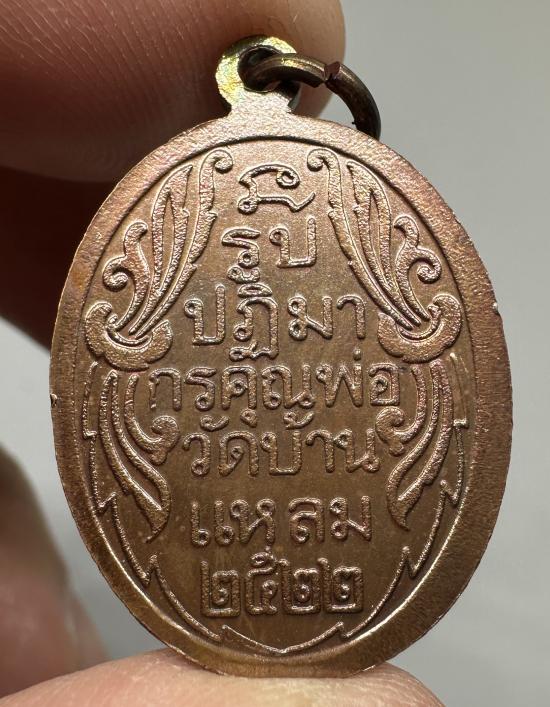 รูป
ปฏิมา
กรคุณพ่อ
วัดบ้าน
แหลม
๒๕๒๒